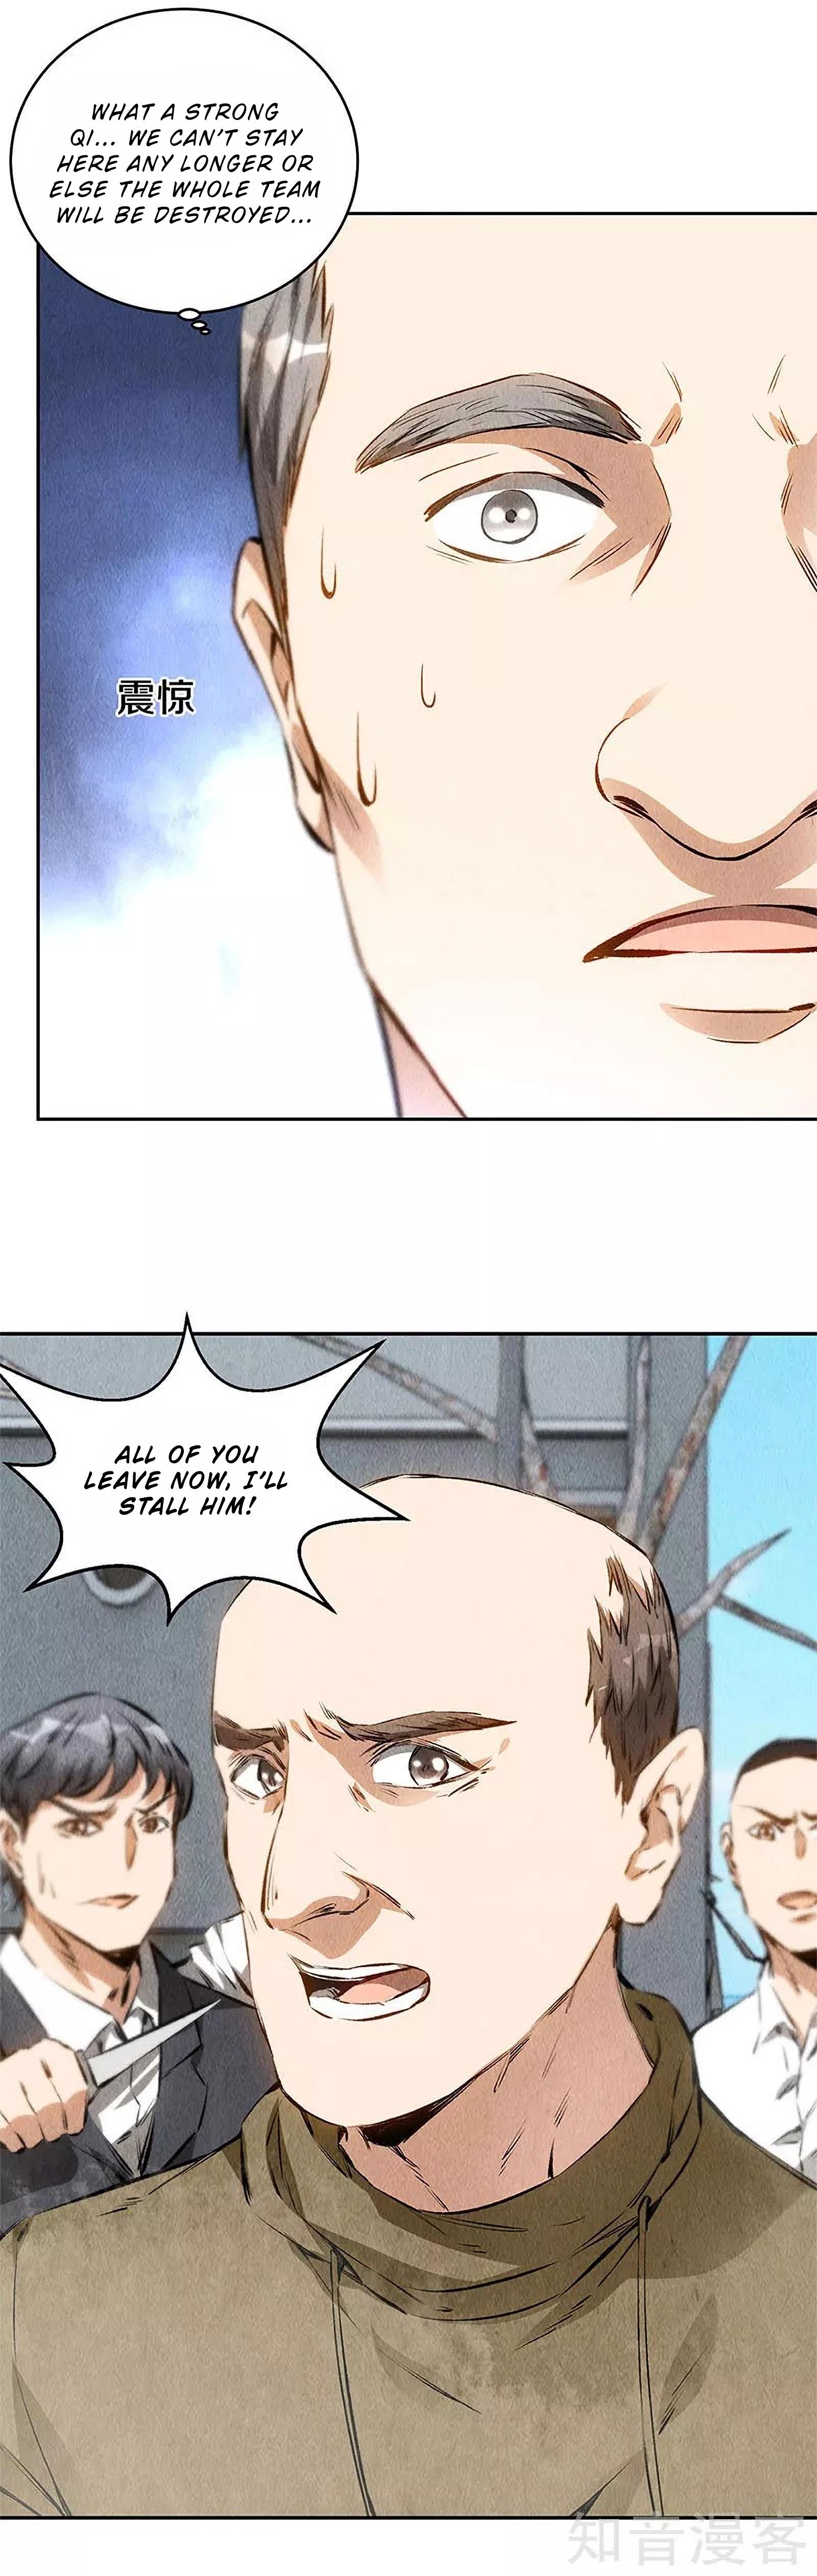 WHAT A STRONG
QI... WE CAN'T STAY
HERE ANY LONGER OR
ELSE THE WHOLE TEAM
WILL BE DESTROYED...
震惊
ALL OF YOU
LEAVE NOW, I'LL
STALL HIM!
知音漫客